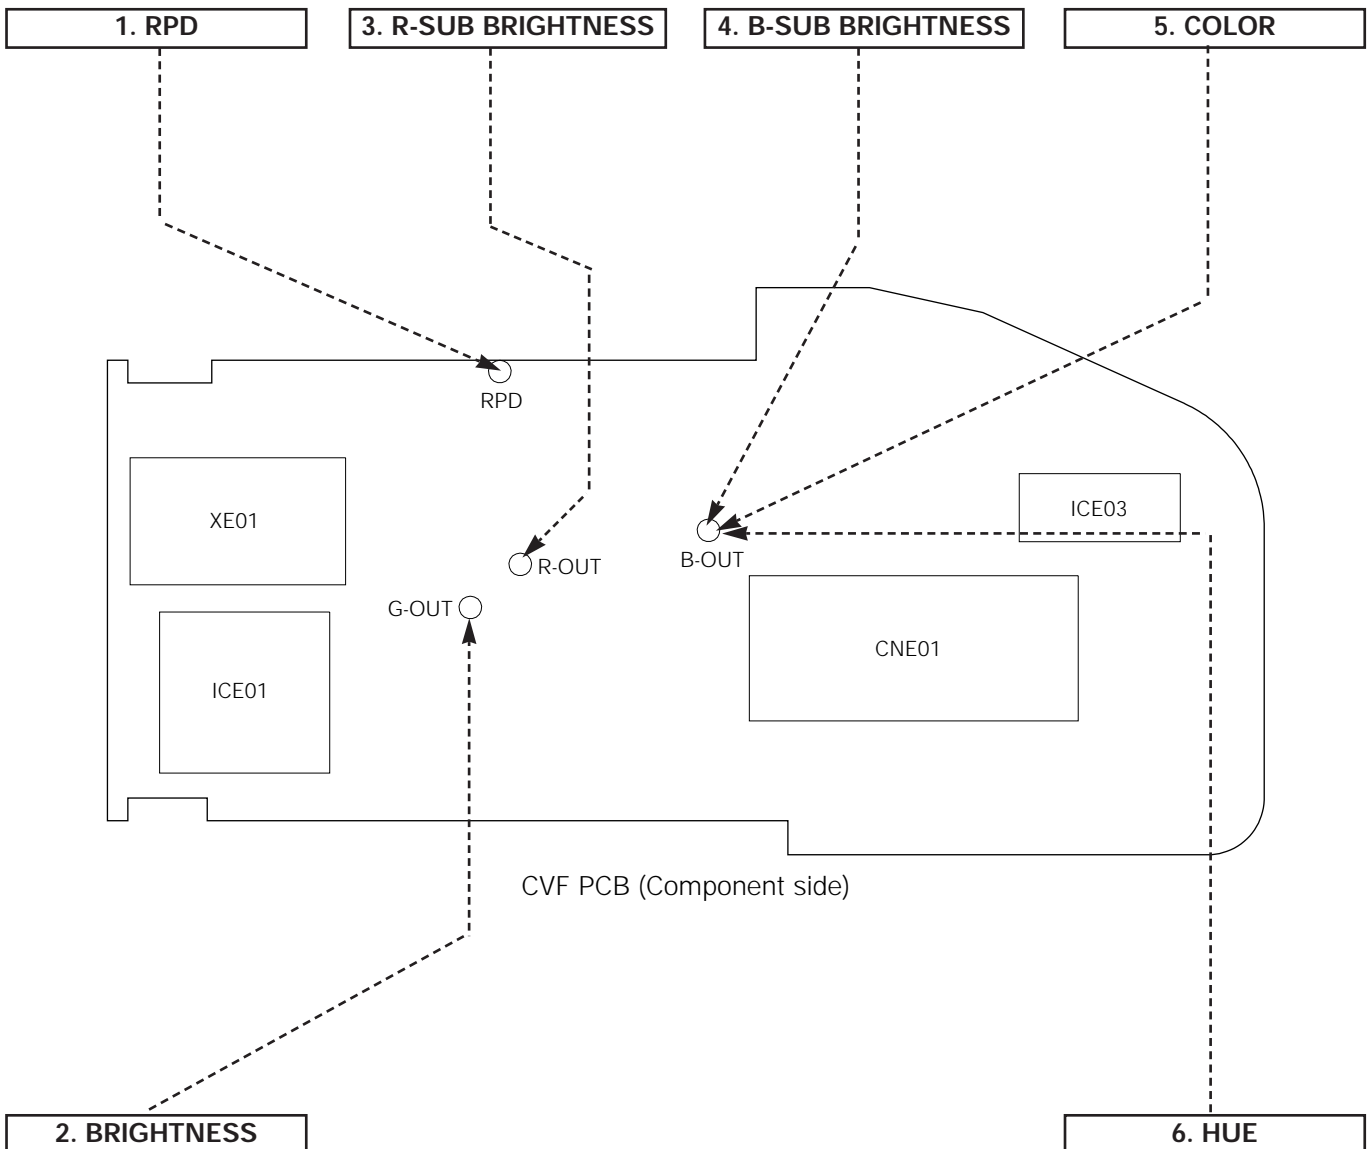 1. RPD
3. R-SUB BRIGHTNESS
4. B-SUB BRIGHTNESS
5. COLOR
RPD
XE01
ICE03
R-OUT
B-OUT
G-OUT
CNE01
ICE01
CVF PCB (Component side)
2. BRIGHTNESS
6. HUE